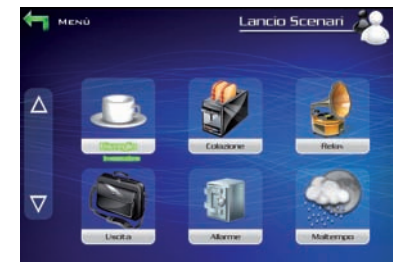 MENÙ
Lancio Scenari
Colazione
Relax
Uscita
Allarme
Maltempo